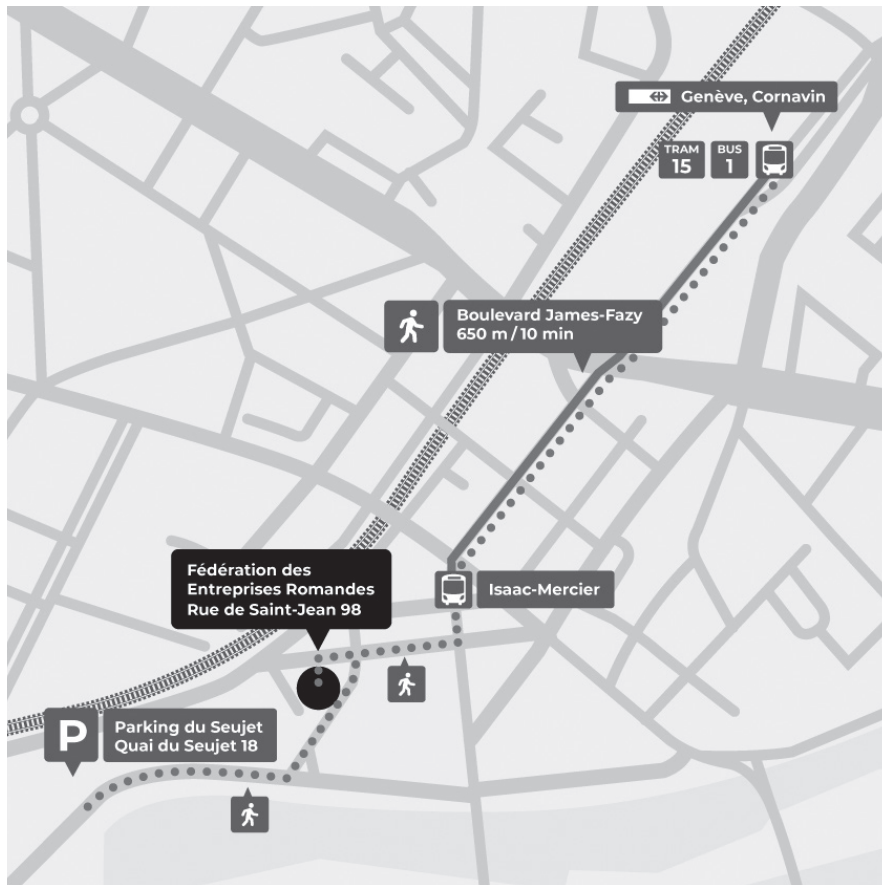 Genève, Cornavin
TRAM
15
BUS
1
Boulevard James-Fazy
650 m / 10 min
Fédération des
Entreprises Romandes
Rue de Saint-Jean 98
Isaac-Mercier
P
Parking du Seujet
Quai du Seujet 18